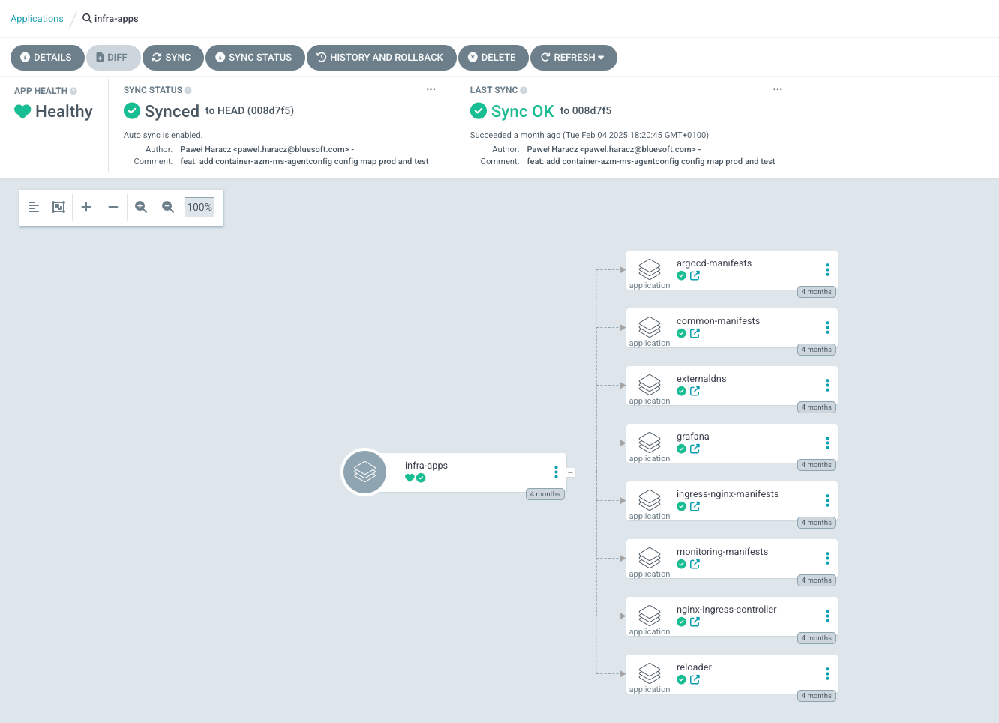 Applications / infra-apps
DETAILS DIFF SYNC SYNC STATUS HISTORY AND ROLLBACK DELETE REFRESH
APP HEALTH
Healthy
SYNC STATUS
Synced to HEAD (008d7f5)
Auto sync is enabled.
Author: Paweł Haracz <pawel.haracz@bluesoft.com> -
Comment: feat: add container-azm-ms-agentconfig config map prod and test
LAST SYNC
Sync OK to 008d7f5
Succeeded a month ago (Tue Feb 04 2025 18:20:45 GMT+0100)
Author: Paweł Haracz <pawel.haracz@bluesoft.com> -
Comment: feat: add container-azm-ms-agentconfig config map prod and test
100%
infra-apps
4 months
argocd-manifests
application
4 months
common-manifests
application
4 months
externaldns
application
4 months
grafana
application
4 months
ingress-nginx-manifests
application
4 months
monitoring-manifests
application
4 months
nginx-ingress-controller
application
4 months
reloader
application
4 months